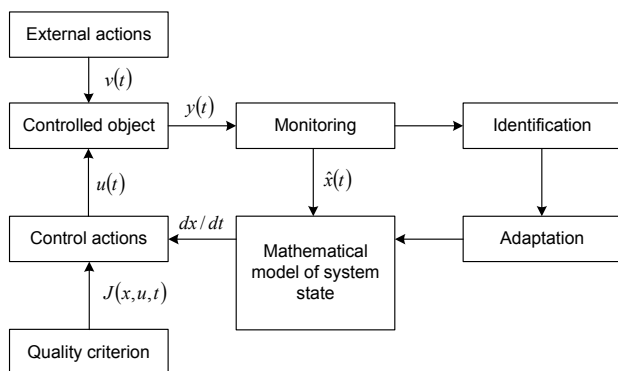 External actions
v(t)
Controlled object
y(t)
Monitoring
Identification
u(t)
x̂(t)
Control actions
dx/dt
Mathematical
model of system
state
Adaptation
J(x,u,t)
Quality criterion